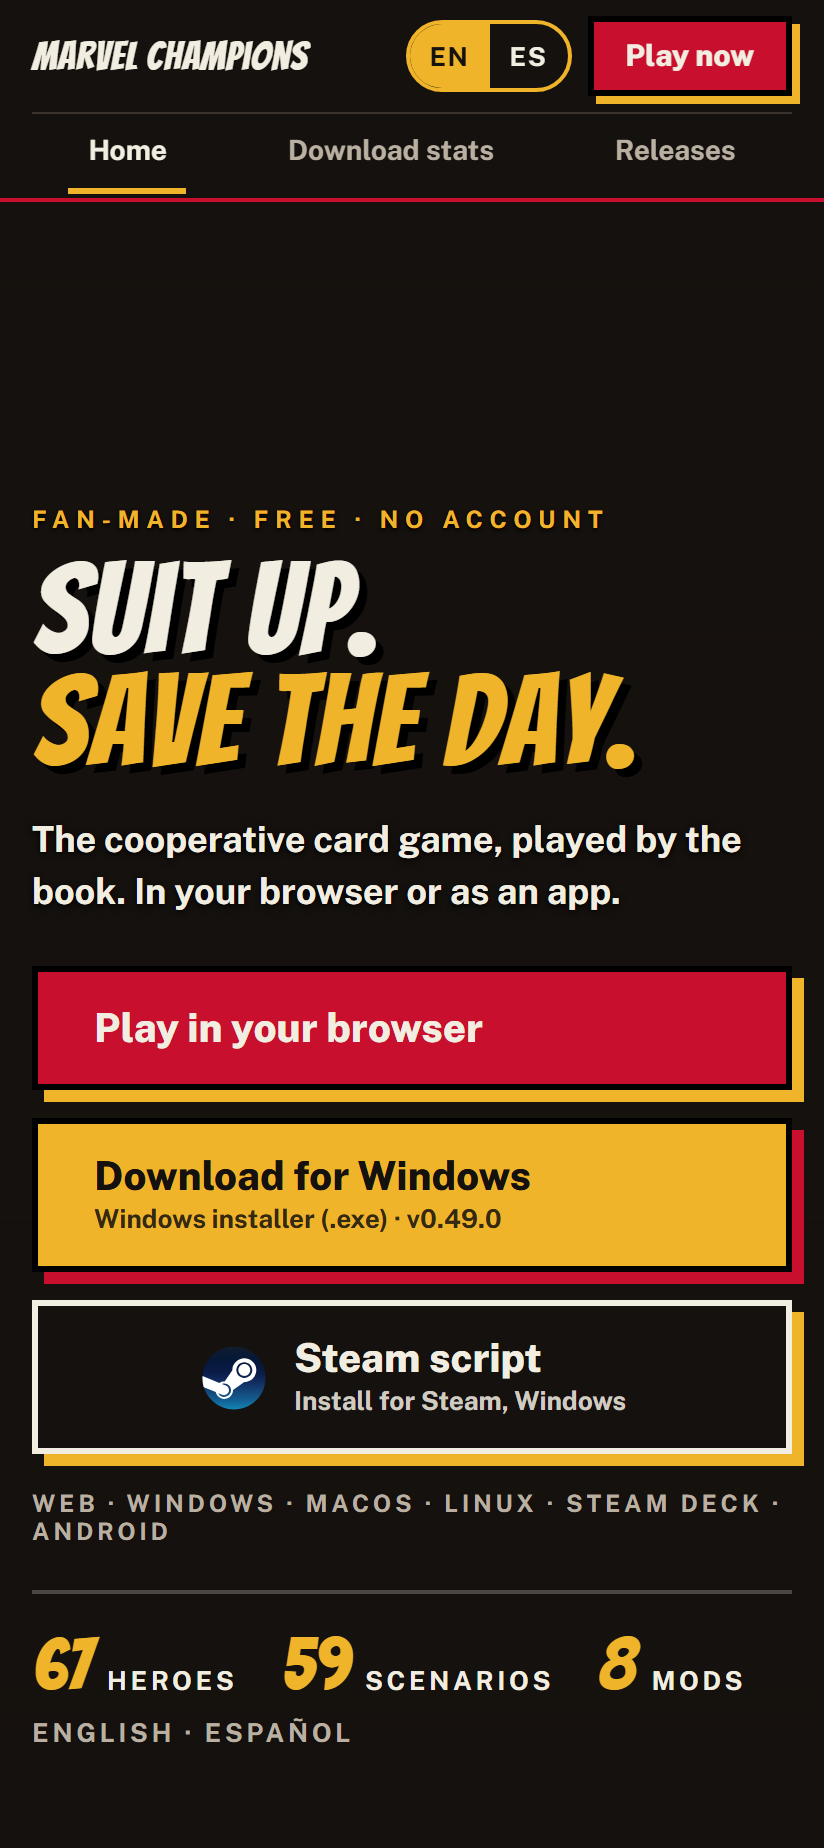 MARVEL CHAMPIONS
EN ES
Play now
Home
Download stats
Releases
FAN-MADE · FREE · NO ACCOUNT
SUIT UP.
SAVE THE DAY.
The cooperative card game, played by the
book. In your browser or as an app.
Play in your browser
Download for Windows
Windows installer (.exe) · v0.49.0
Steam script
Install for Steam, Windows
WEB · WINDOWS · MACOS · LINUX · STEAM DECK ·
ANDROID
67 HEROES 59 SCENARIOS 8 MODS
ENGLISH · ESPAÑOL